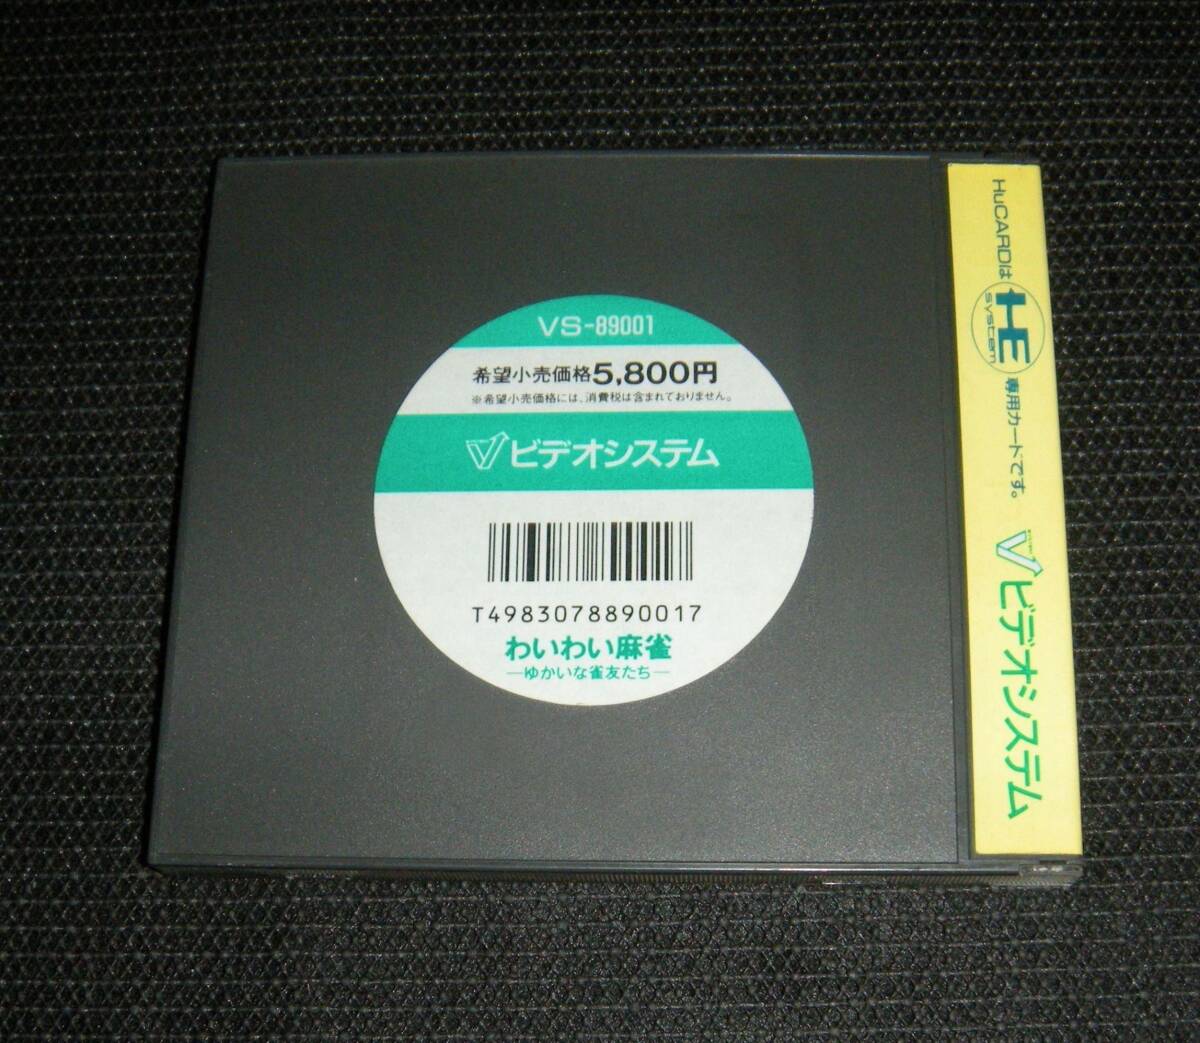 VS-89001
希望小売価格5,800円
※希望小売価格には、消費税は含まれておりません。
ビデオシステム
T4983078890017
わいわい麻雀
—ゆかいな雀友たち—
HuCARDは HE system 専用カードです。
ビデオシステム